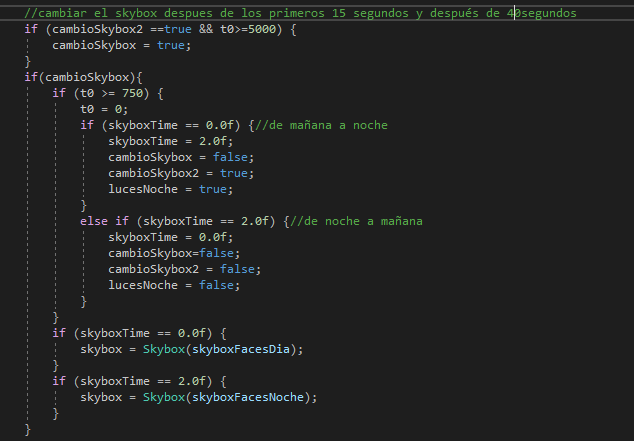 //cambiar el skybox despues de los primeros 15 segundos y después de 40segundos
if (cambioSkybox2 ==true && t0>=5000) {
    cambioSkybox = true;
}
if(cambioSkybox){
    if (t0 >= 750) {
        t0 = 0;
        if (skyboxTime == 0.0f) {//de mañana a noche
            skyboxTime = 2.0f;
            cambioSkybox = false;
            cambioSkybox2 = true;
            lucesNoche = true;
        }
        else if (skyboxTime == 2.0f) {//de noche a mañana
            skyboxTime = 0.0f;
            cambioSkybox=false;
            cambioSkybox2 = false;
            lucesNoche = false;
        }
    }
    if (skyboxTime == 0.0f) {
        skybox = Skybox(skyboxFacesDia);
    }
    if (skyboxTime == 2.0f) {
        skybox = Skybox(skyboxFacesNoche);
    }
}